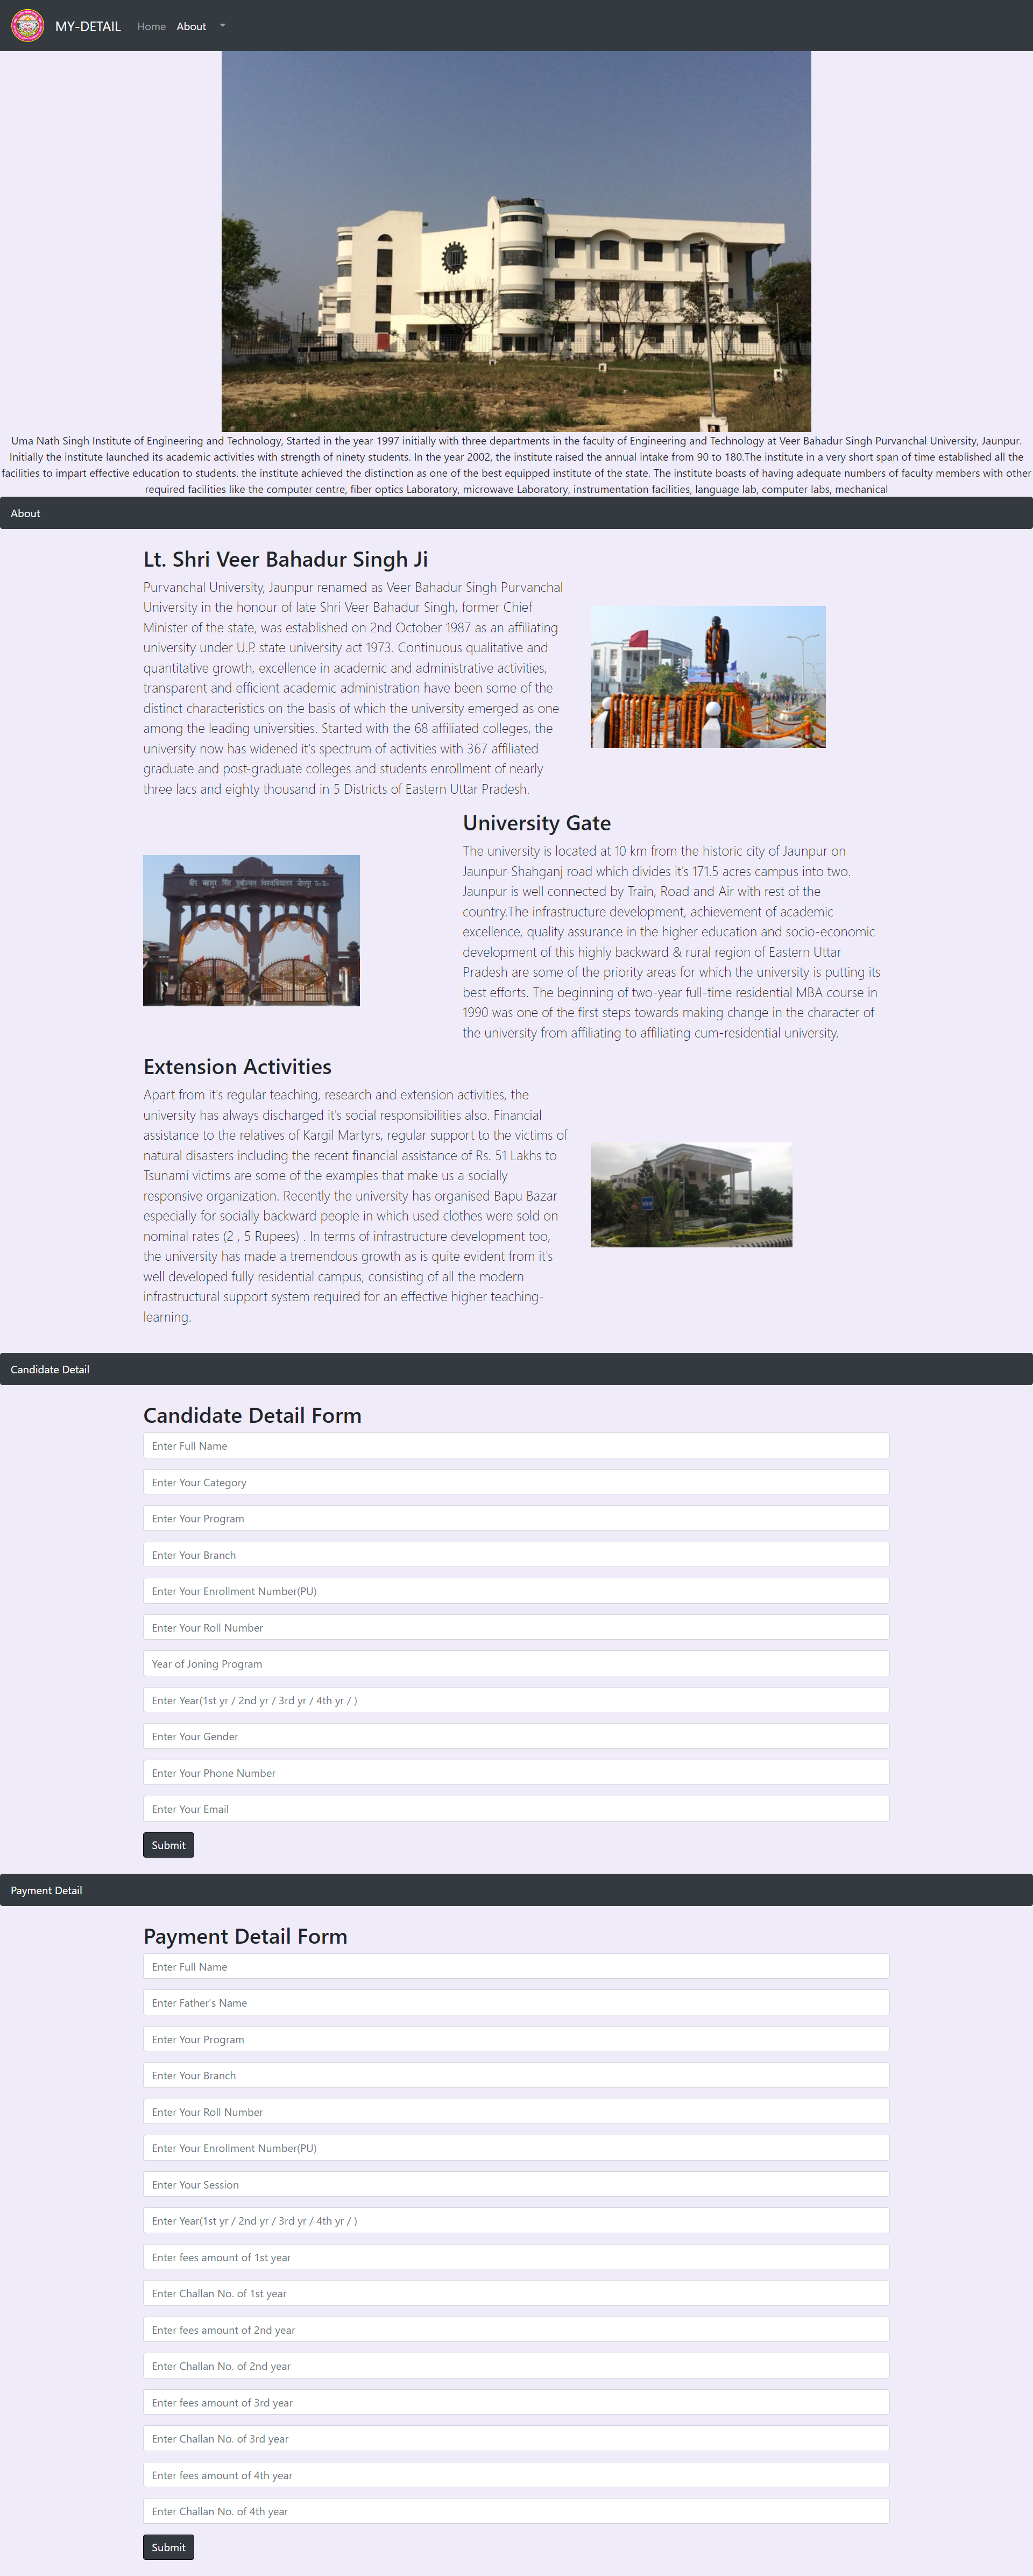 MY-DETAIL Home About
Uma Nath Singh Institute of Engineering and Technology, Started in the year 1997 initially with three departments in the faculty of Engineering and Technology at Veer Bahadur Singh Purvanchal University, Jaunpur.
Initially the institute launched its academic activities with strength of ninety students. In the year 2002, the institute raised the annual intake from 90 to 180.The institute in a very short span of time established all the
facilities to impart effective education to students. the institute achieved the distinction as one of the best equipped institute of the state. The institute boasts of having adequate numbers of faculty members with other
required facilities like the computer centre, fiber optics Laboratory, microwave Laboratory, instrumentation facilities, language lab, computer labs, mechanical
About
Lt. Shri Veer Bahadur Singh Ji
Purvanchal University, Jaunpur renamed as Veer Bahadur Singh Purvanchal
University in the honour of late Shri Veer Bahadur Singh, former Chief
Minister of the state, was established on 2nd October 1987 as an affiliating
university under U.P. state university act 1973. Continuous qualitative and
quantitative growth, excellence in academic and administrative activities,
transparent and efficient academic administration have been some of the
distinct characteristics on the basis of which the university emerged as one
among the leading universities. Started with the 68 affiliated colleges, the
university now has widened it's spectrum of activities with 367 affiliated
graduate and post-graduate colleges and students enrollment of nearly
three lacs and eighty thousand in 5 Districts of Eastern Uttar Pradesh.
वीर बहादुर सिंह पूर्वान्चल विश्वविद्यालय जौनपुर उ०प्र०
University Gate
The university is located at 10 km from the historic city of Jaunpur on
Jaunpur-Shahganj road which divides it's 171.5 acres campus into two.
Jaunpur is well connected by Train, Road and Air with rest of the
country.The infrastructure development, achievement of academic
excellence, quality assurance in the higher education and socio-economic
development of this highly backward & rural region of Eastern Uttar
Pradesh are some of the priority areas for which the university is putting its
best efforts. The beginning of two-year full-time residential MBA course in
1990 was one of the first steps towards making change in the character of
the university from affiliating to affiliating cum-residential university.
Extension Activities
Apart from it's regular teaching, research and extension activities, the
university has always discharged it's social responsibilities also. Financial
assistance to the relatives of Kargil Martyrs, regular support to the victims of
natural disasters including the recent financial assistance of Rs. 51 Lakhs to
Tsunami victims are some of the examples that make us a socially
responsive organization. Recently the university has organised Bapu Bazar
especially for socially backward people in which used clothes were sold on
nominal rates (2 , 5 Rupees) . In terms of infrastructure development too,
the university has made a tremendous growth as is quite evident from it's
well developed fully residential campus, consisting of all the modern
infrastructural support system required for an effective higher teaching-
learning.
Candidate Detail
Candidate Detail Form
Enter Full Name
Enter Your Category
Enter Your Program
Enter Your Branch
Enter Your Enrollment Number(PU)
Enter Your Roll Number
Year of Joning Program
Enter Year(1st yr / 2nd yr / 3rd yr / 4th yr / )
Enter Your Gender
Enter Your Phone Number
Enter Your Email
Submit
Payment Detail
Payment Detail Form
Enter Full Name
Enter Father's Name
Enter Your Program
Enter Your Branch
Enter Your Roll Number
Enter Your Enrollment Number(PU)
Enter Your Session
Enter Year(1st yr / 2nd yr / 3rd yr / 4th yr / )
Enter fees amount of 1st year
Enter Challan No. of 1st year
Enter fees amount of 2nd year
Enter Challan No. of 2nd year
Enter fees amount of 3rd year
Enter Challan No. of 3rd year
Enter fees amount of 4th year
Enter Challan No. of 4th year
Submit